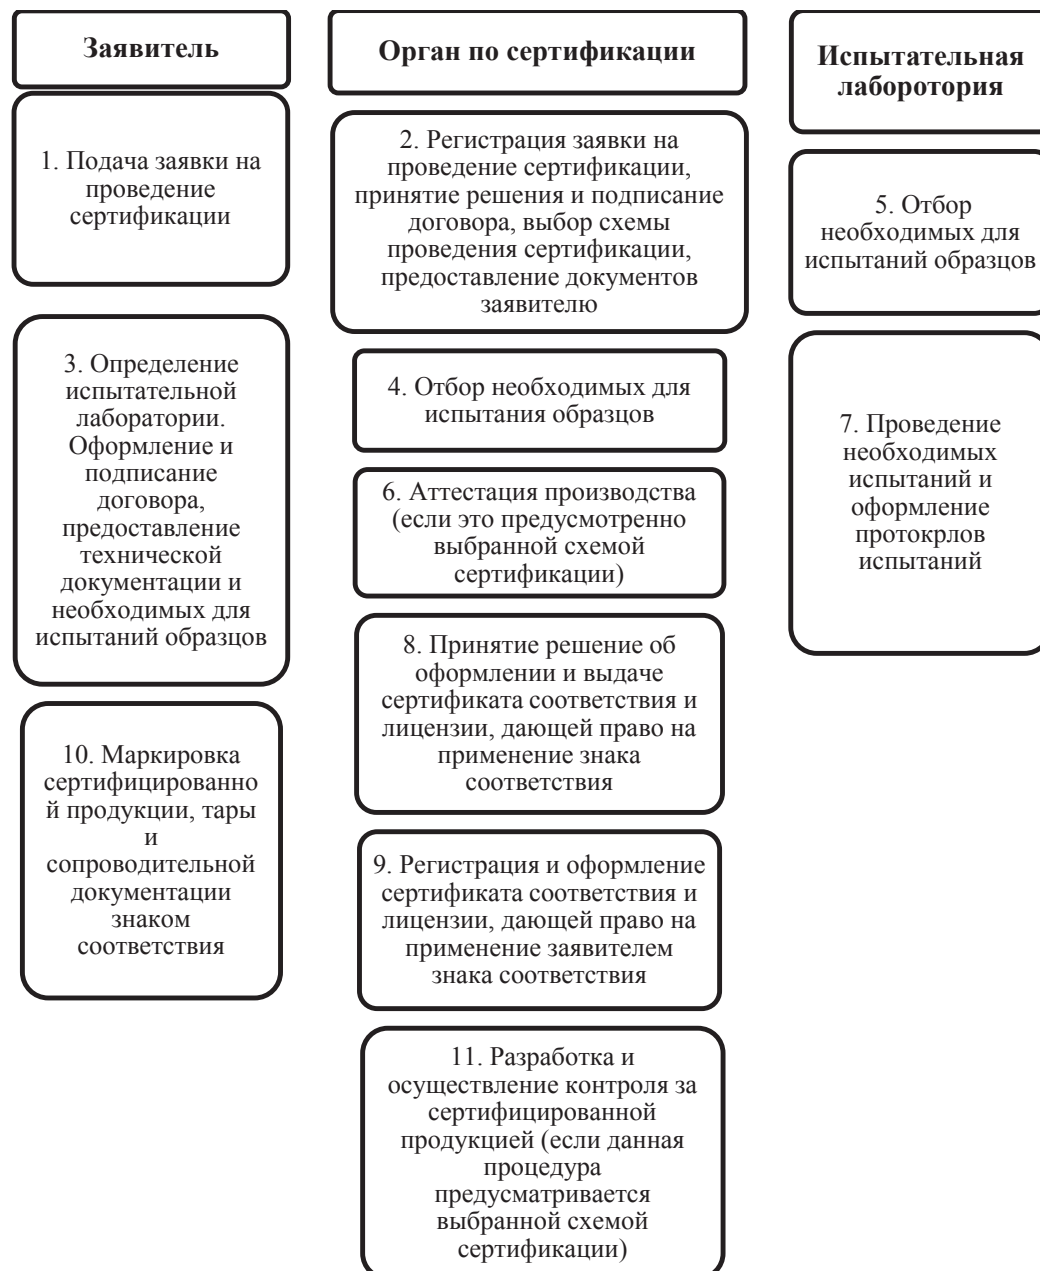 Заявитель
1. Подача заявки на
проведение
сертификации
3. Определение
испытательной
лаборатории.
Оформление и
подписание
договора,
предоставление
технической
документации и
необходимых для
испытаний образцов
10. Маркировка
сертифицированно
й продукции, тары
и
сопроводительной
документации
знаком
соответствия
Орган по сертификации
2. Регистрация заявки на
проведение сертификации,
принятие решения и подписание
договора, выбор схемы
проведения сертификации,
предоставление документов
заявителю
4. Отбор необходимых для
испытания образцов
6. Аттестация производства
(если это предусмотренно
выбранной схемой
сертификации)
8. Принятие решение об
оформлении и выдаче
сертификата соответствия и
лицензии, дающей право на
применение знака
соответствия
9. Регистрация и оформление
сертификата соответствия и
лицензии, дающей право на
применение заявителем
знака соответствия
11. Разработка и
осуществление контроля за
сертифицированной
продукцией (если данная
процедура
предусматривается
выбранной схемой
сертификации)
Испытательная
лаборотория
5. Отбор
необходимых для
испытаний образцов
7. Проведение
необходимых
испытаний и
оформление
протокрлов
испытаний